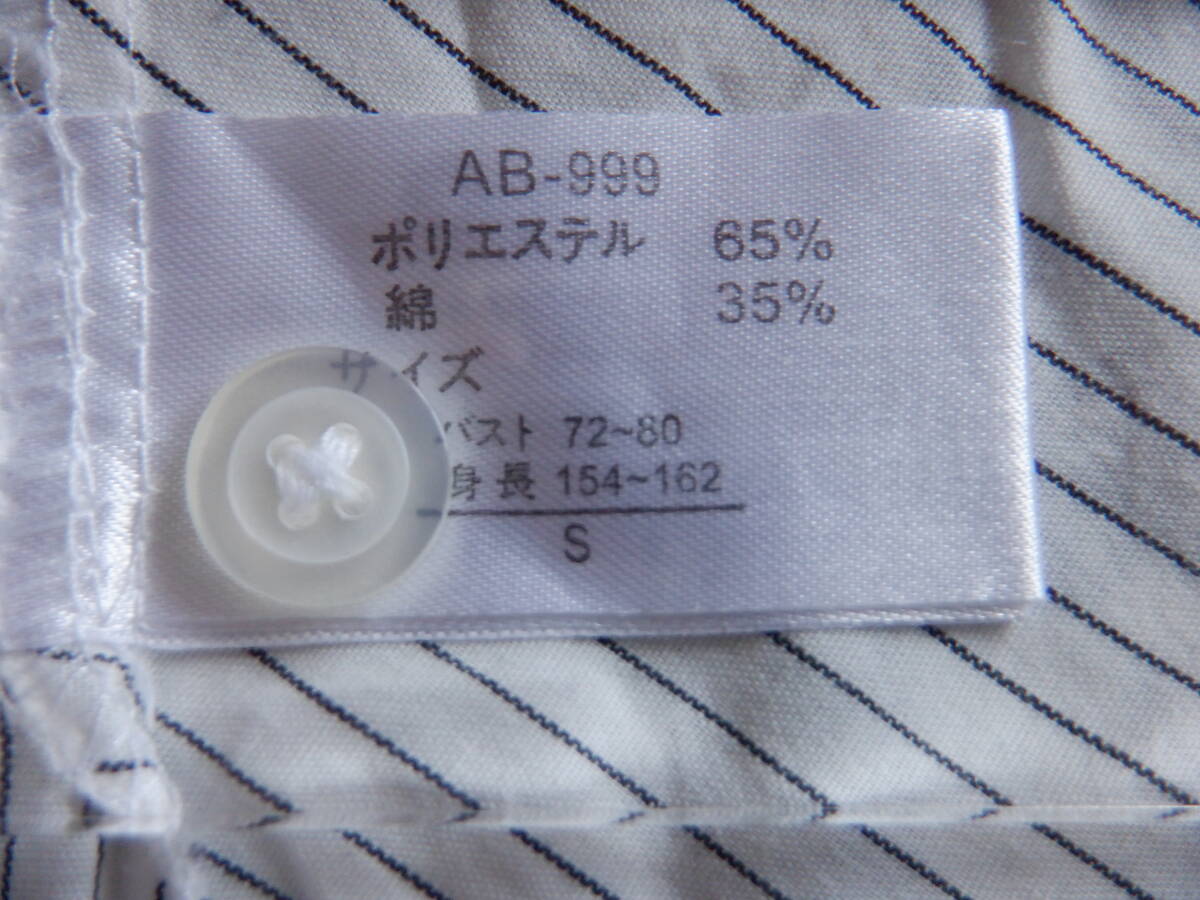 AB-999
ポリエステル 65%
綿 35%
サイズ
バスト 72~80
身長 154~162
S